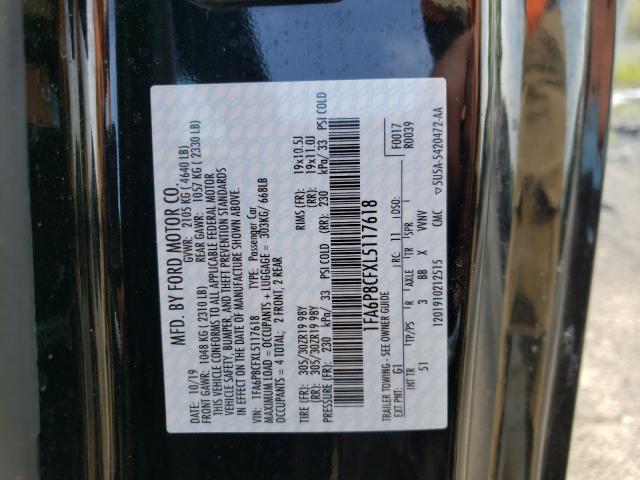 MFD. BY FORD MOTOR CO.
DATE: 10/19 GVWR: 2105 KG (4640 LB)
FRONT GAWR: 1048 KG (2310 LB) REAR GAWR: 1057 KG (2330 LB)
THIS VEHICLE CONFORMS TO ALL APPLICABLE FEDERAL MOTOR
VEHICLE SAFETY, BUMPER, AND THEFT PREVENTION STANDARDS
IN EFFECT ON THE DATE OF MANUFACTURE SHOWN ABOVE.
VIN: 1FA6P8CFXL5117618 TYPE: Passenger Car
MAXIMUM LOAD = OCCUPANTS + LUGGAGE = 303KG/ 668LB
OCCUPANTS = 4 TOTAL: 2 FRONT, 2 REAR
TIRE (FR): 305/30ZR19 98Y RIMS (FR): 19x10.5J
(RR): 305/30ZR19 98Y (RR): 19x11.0J
PRESSURE (FR): 230 kPa/ 33 PSI COLD (RR): 230 kPa/ 33 PSI COLD
1FA6P8CFXL5117618
TRAILER TOWING - SEE OWNER GUIDE
F0017
R0039
EXT PNT: G1 RC: 11 DSO:
INT TR TP/PS R AXLE TR SPR
51 3 BB X VVNV
1201910217515 CMC 5USA-5420472-AA